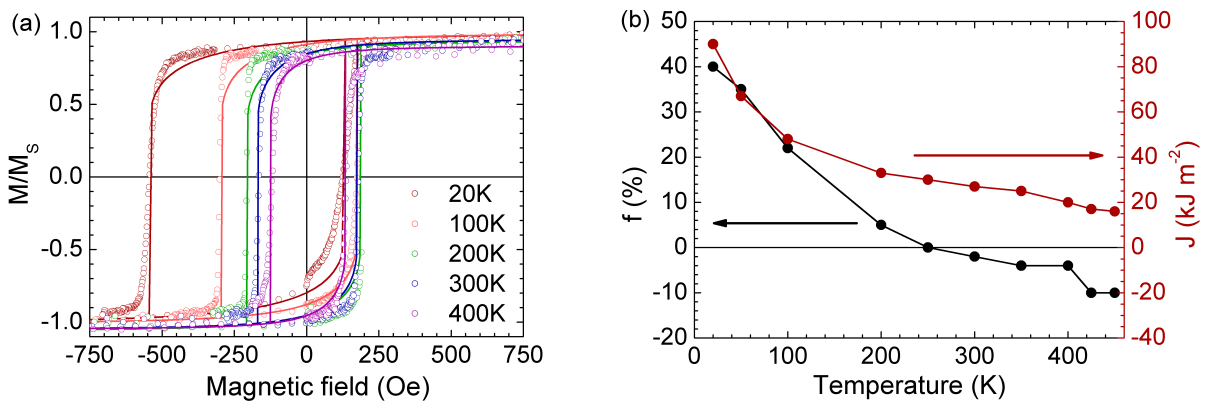 (a)
1.0
0.5
0.0
-0.5
-1.0
M/M_S
-750 -500 -250 0 250 500 750
Magnetic field (Oe)
20K
100K
200K
300K
400K
(b)
50
40
30
20
10
0
-10
-20
f (%)
0 100 200 300 400
Temperature (K)
100
80
60
40
20
0
-20
-40
J (kJ m⁻²)